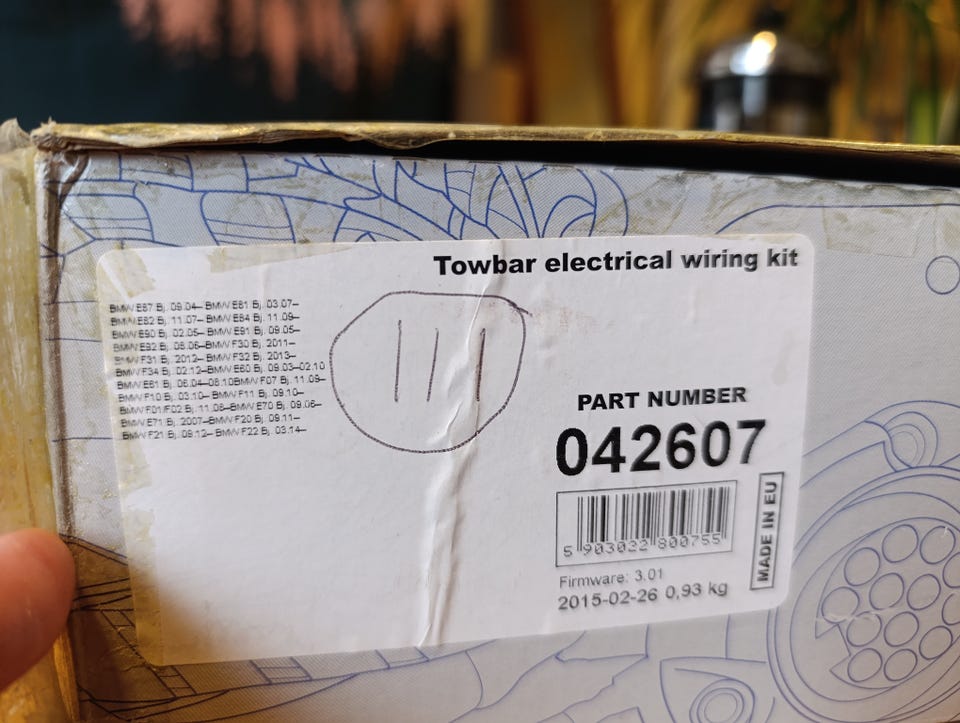 Towbar electrical wiring kit
BMW E87 Bj. 09.04– BMW E81 Bj. 03.07–
BMW E82 Bj. 11.07– BMW E84 Bj. 11.09–
BMW E90 Bj. 02.05– BMW E91 Bj. 09.05–
BMW E92 Bj. 06.06– BMW F30 Bj. 2011–
BMW F31 Bj. 2012– BMW F32 Bj. 2013–
BMW F34 Bj. 02.12– BMW E60 Bj. 09.03–02.10
BMW E61 Bj. 06.04–08.10BMW F07 Bj. 11.09–
BMW F10 Bj. 03.10– BMW F11 Bj. 09.10–
BMW F01/F02 Bj. 11.08–BMW E70 Bj. 09.06–
BMW E71 Bj. 2007–BMW F20 Bj. 09.11–
BMW F21 Bj. 09.12– BMW F22 Bj. 03.14–
III
PART NUMBER
042607
5 903022 800755
MADE IN EU
Firmware: 3.01
2015-02-26 0,93 kg